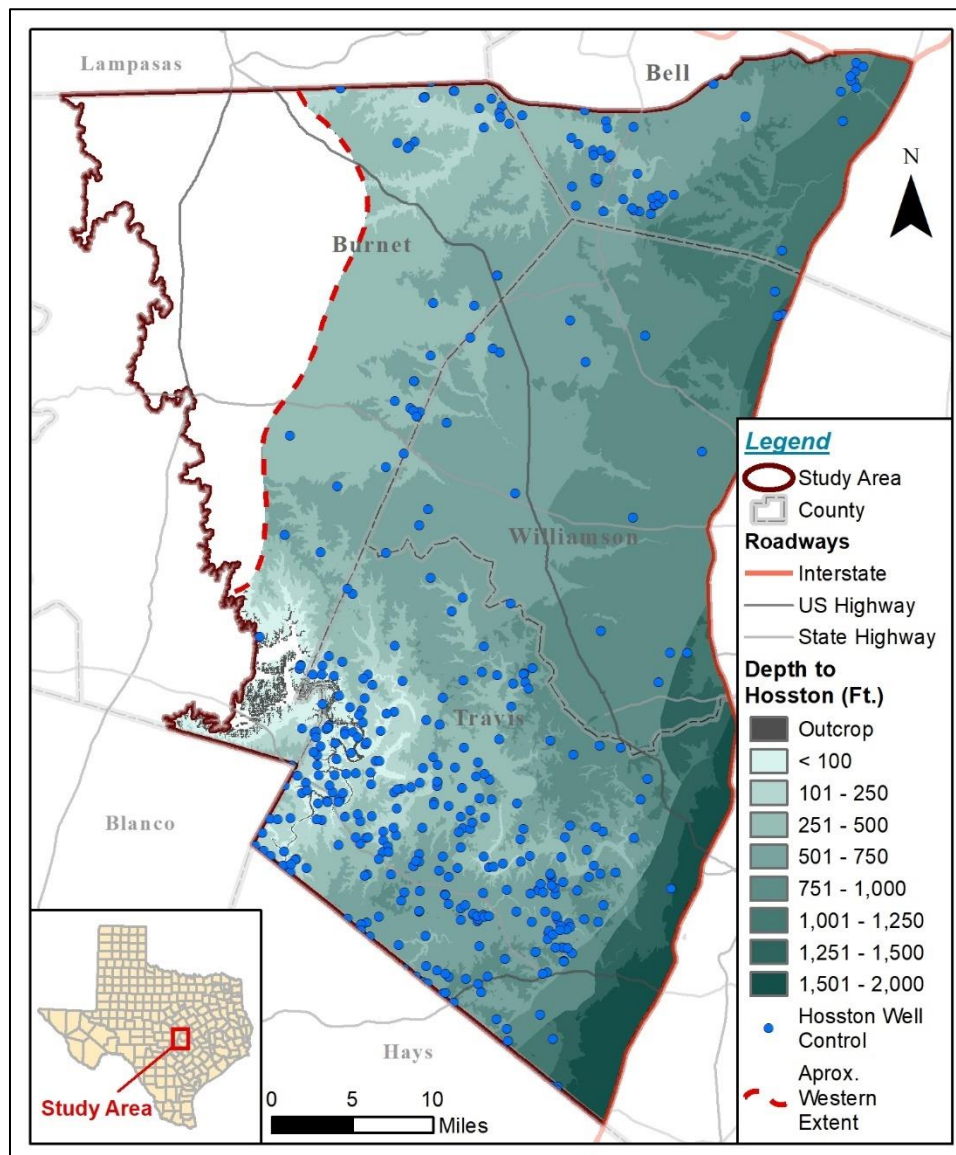 Lampasas
Bell
N
Burnet
Williamson
Travis
Blanco
Hays
Legend
Study Area
County
Roadways
Interstate
US Highway
State Highway
Depth to
Hosston (Ft.)
Outcrop
< 100
101 - 250
251 - 500
501 - 750
751 - 1,000
1,001 - 1,250
1,251 - 1,500
1,501 - 2,000
Hosston Well
Control
Aprox.
Western
Extent
Study Area
0 5 10
Miles